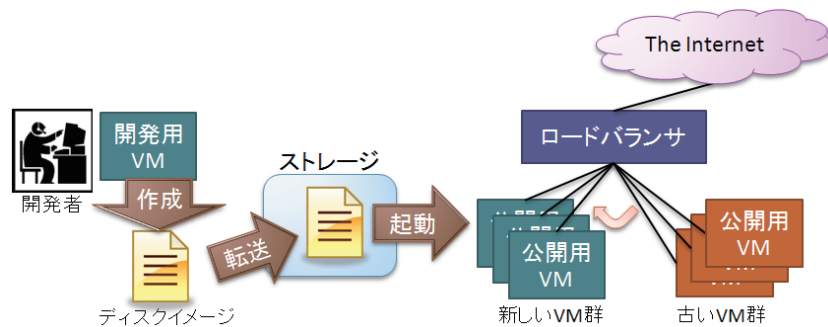 The Internet
ロードバランサ
開発用
VM
開発者
作成
ディスクイメージ
転送
ストレージ
起動
公開用
VM
新しいVM群
公開用
VM
古いVM群